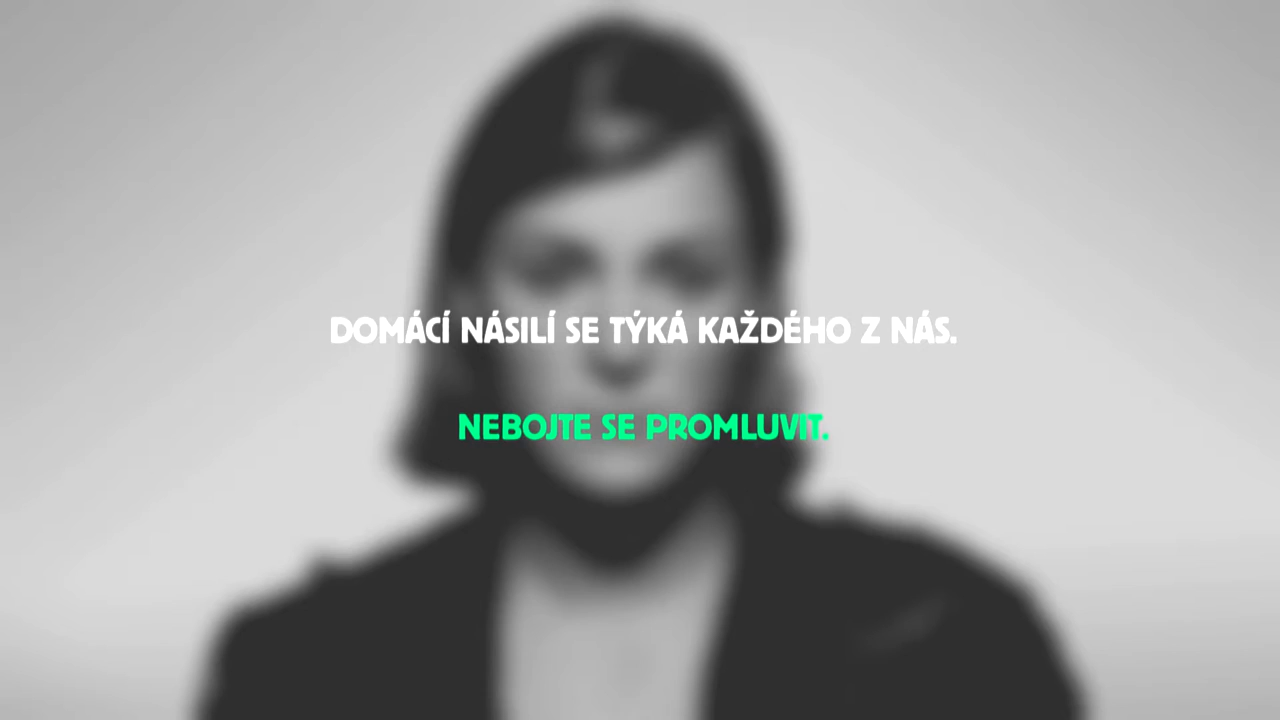 DOMÁCÍ NÁSILÍ SE TÝKÁ KAŽDÉHO Z NÁS.
NEBOJTE SE PROMLUVIT.